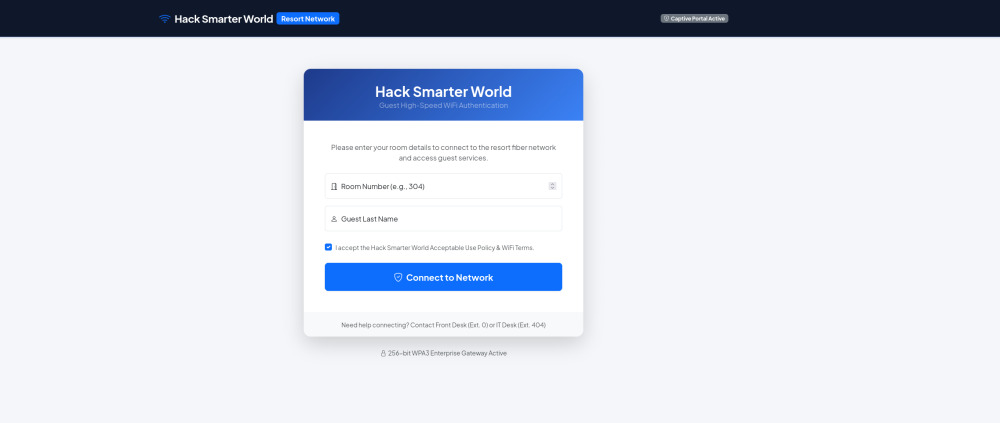 Hack Smarter World Resort Network
Captive Portal Active
Hack Smarter World
Guest High-Speed WiFi Authentication
Please enter your room details to connect to the resort fiber network
and access guest services.
Room Number (e.g., 304)
Guest Last Name
I accept the Hack Smarter World Acceptable Use Policy & WiFi Terms.
Connect to Network
Need help connecting? Contact Front Desk (Ext. 0) or IT Desk (Ext. 404)
256-bit WPA3 Enterprise Gateway Active